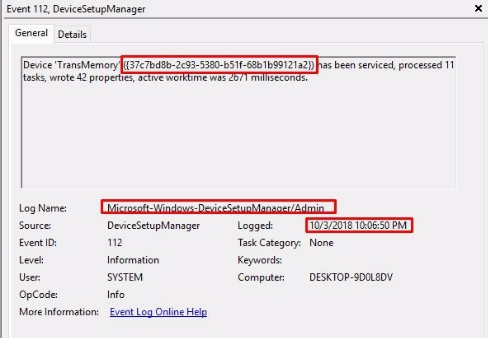 Event 112, DeviceSetupManager
General Details
Device 'TransMemory' ({37c7bd8b-2c93-5380-b51f-68b1b99121a2}) has been serviced, processed 11
tasks, wrote 42 properties, active worktime was 2671 milliseconds.
Log Name: Microsoft-Windows-DeviceSetupManager/Admin
Source: DeviceSetupManager Logged: 10/3/2018 10:06:50 PM
Event ID: 112 Task Category: None
Level: Information Keywords:
User: SYSTEM Computer: DESKTOP-9D0L8DV
OpCode: Info
More Information: Event Log Online Help